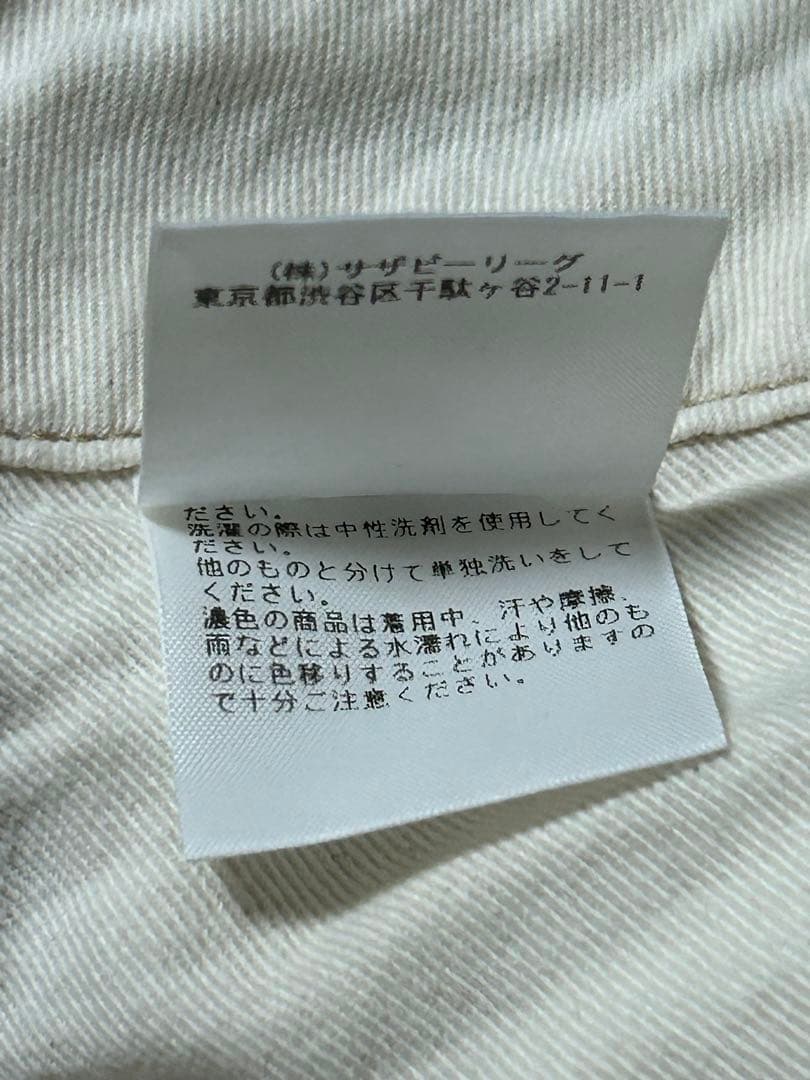 (株)サザビーリーグ
東京都渋谷区千駄ヶ谷2-11-1
ださい。
洗濯の際は中性洗剤を使用してく
ださい。
他のものと分けて単独洗いをして
ください。
濃色の商品は着用中、汗や摩擦、
雨などによる水濡れにより他のも
のに色移りすることがありますの
で十分ご注意ください。